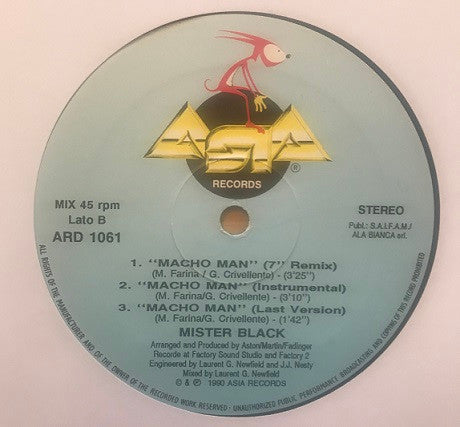 ASIA
®
RECORDS
MIX 45 rpm
Lato B
ARD 1061
STEREO
Publ.: S.A.I.F.A.M./
ALA BIANCA srl.
1. "MACHO MAN" (7" Remix)
(M. Farina / G. Crivellente) - (3'25")
2. "MACHO MAN" (Instrumental)
(M. Farina/G. Crivellente) - (3'10")
3. "MACHO MAN" (Last Version)
(M. Farina/G. Crivellente) - (1'42")
MISTER BLACK
Arranged and Produced by Aston/Martin/Fadinger
Recorde at Factory Sound Studio and Factory 2
Engineered by Laurent G. Newfield and J.J. Nesty
Mixed by Laurent G. Newfield
© & ℗ 1990 ASIA RECORDS
ALL RIGHTS OF THE MANUFACTURER AND OF THE OWNER OF THE RECORDED WORK RESERVED - UNAUTHORIZED PUBLIC PERFORMANCE, BROADCASTING AND COPYING OF THIS RECORD PROHIBITED